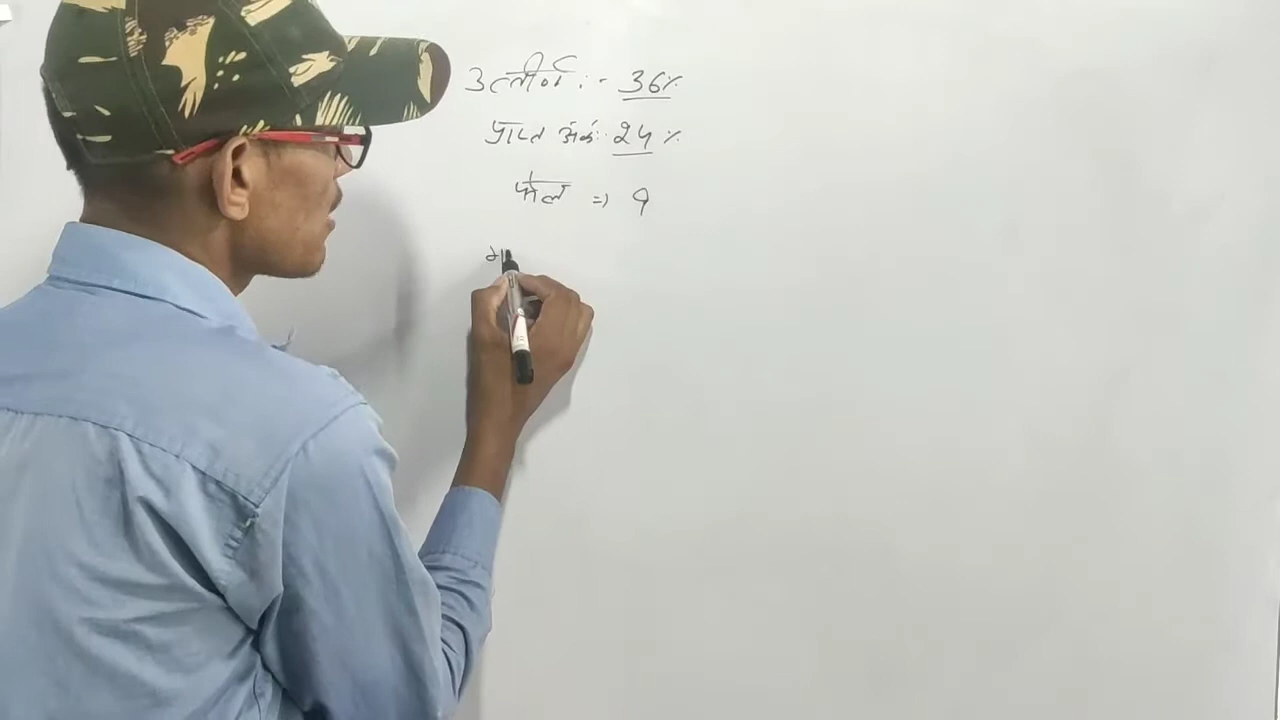 उत्तीर्ण :- 36%
प्राप्त अंक:- 24%
फेल => 9